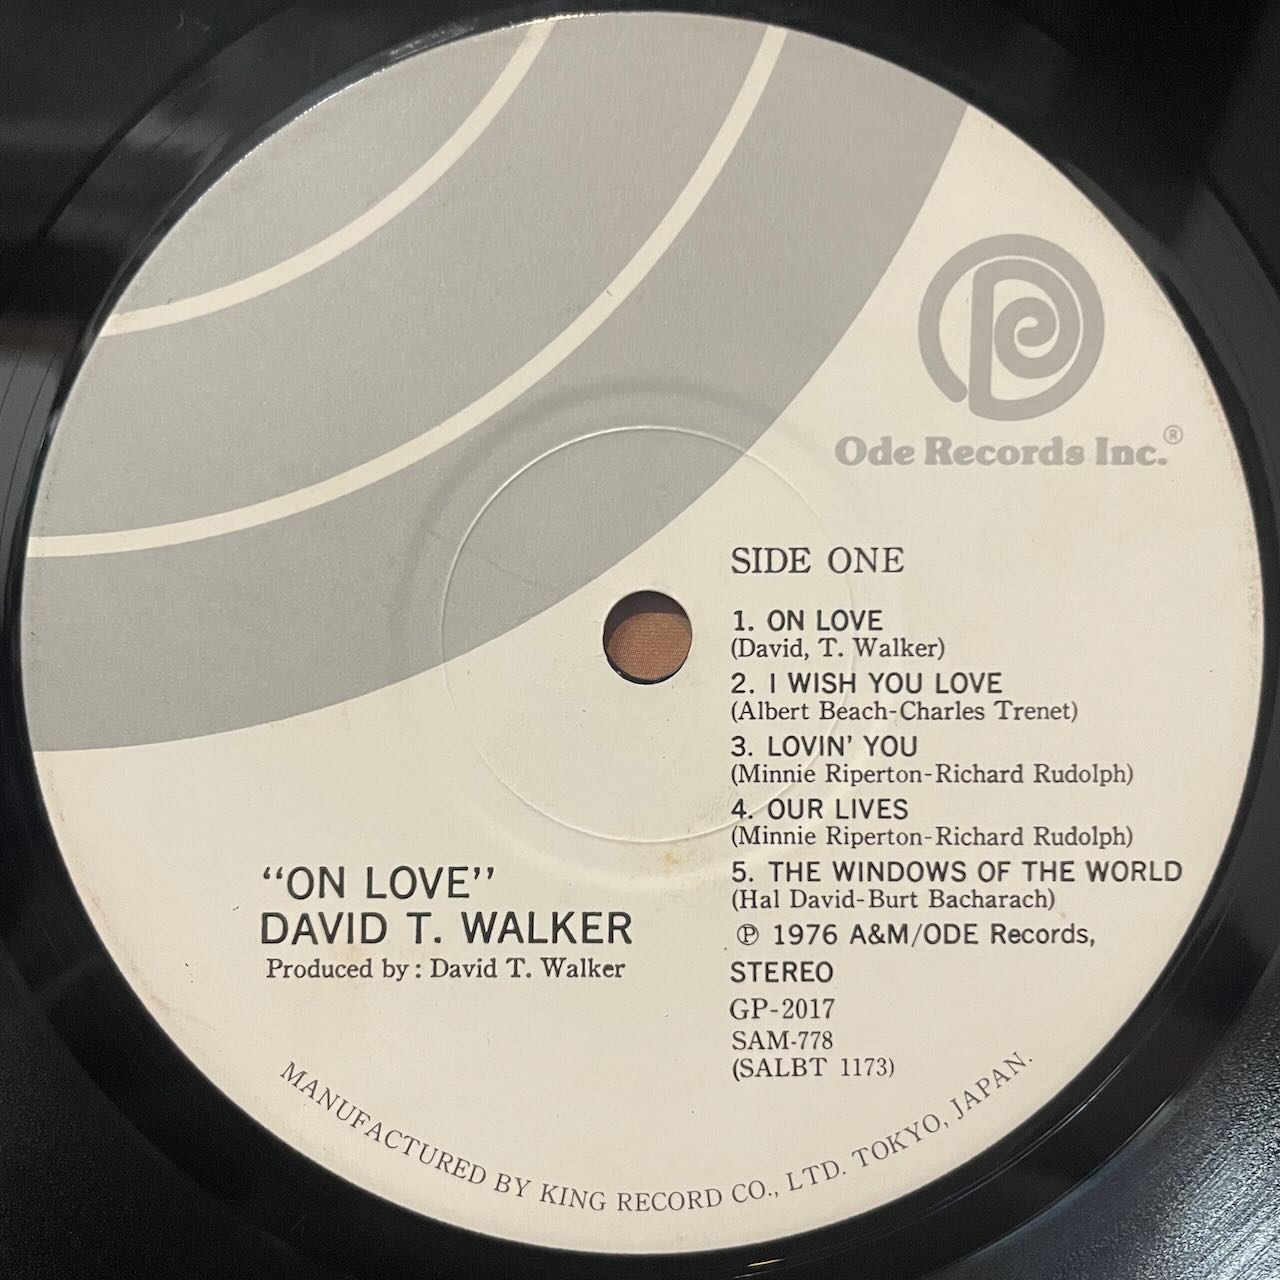 Ode Records Inc.®
SIDE ONE
1. ON LOVE
(David, T. Walker)
2. I WISH YOU LOVE
(Albert Beach-Charles Trenet)
3. LOVIN' YOU
(Minnie Riperton-Richard Rudolph)
4. OUR LIVES
(Minnie Riperton-Richard Rudolph)
5. THE WINDOWS OF THE WORLD
(Hal David-Burt Bacharach)
℗ 1976 A&M/ODE Records,
STEREO
GP-2017
SAM-778
(SALBT 1173)
"ON LOVE"
DAVID T. WALKER
Produced by: David T. Walker
MANUFACTURED BY KING RECORD CO., LTD. TOKYO, JAPAN.